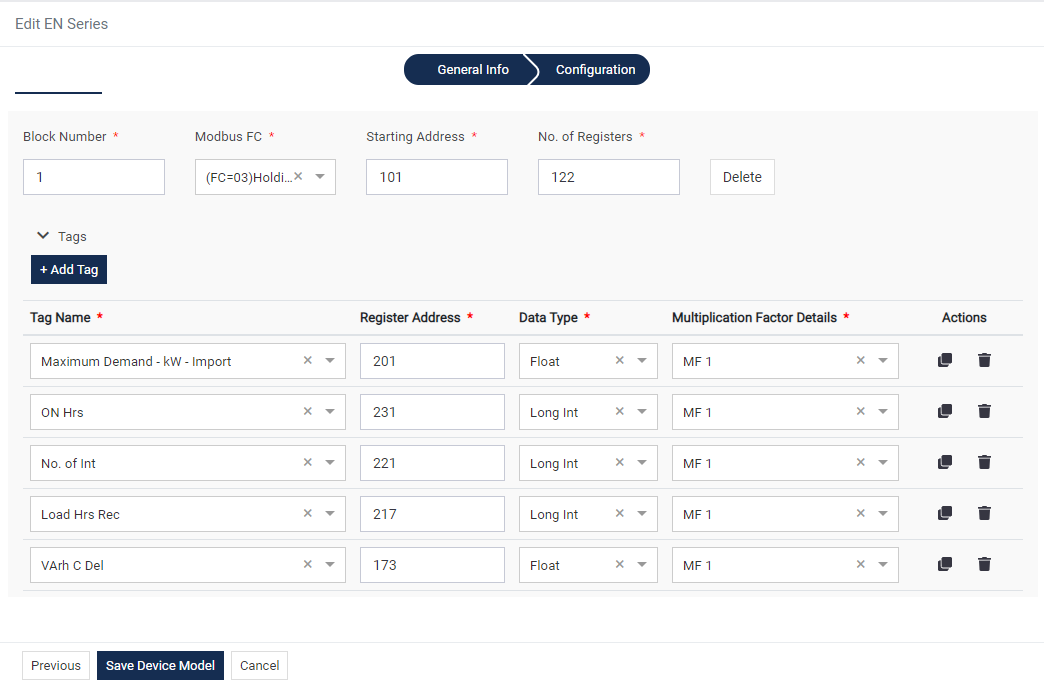 Edit EN Series
General Info Configuration
Block Number * Modbus FC * Starting Address * No. of Registers *
1 (FC=03)Holdi... 101 122 Delete
Tags
+ Add Tag
Tag Name * Register Address * Data Type * Multiplication Factor Details * Actions
Maximum Demand - kW - Import 201 Float MF 1
ON Hrs 231 Long Int MF 1
No. of Int 221 Long Int MF 1
Load Hrs Rec 217 Long Int MF 1
VArh C Del 173 Float MF 1
Previous Save Device Model Cancel